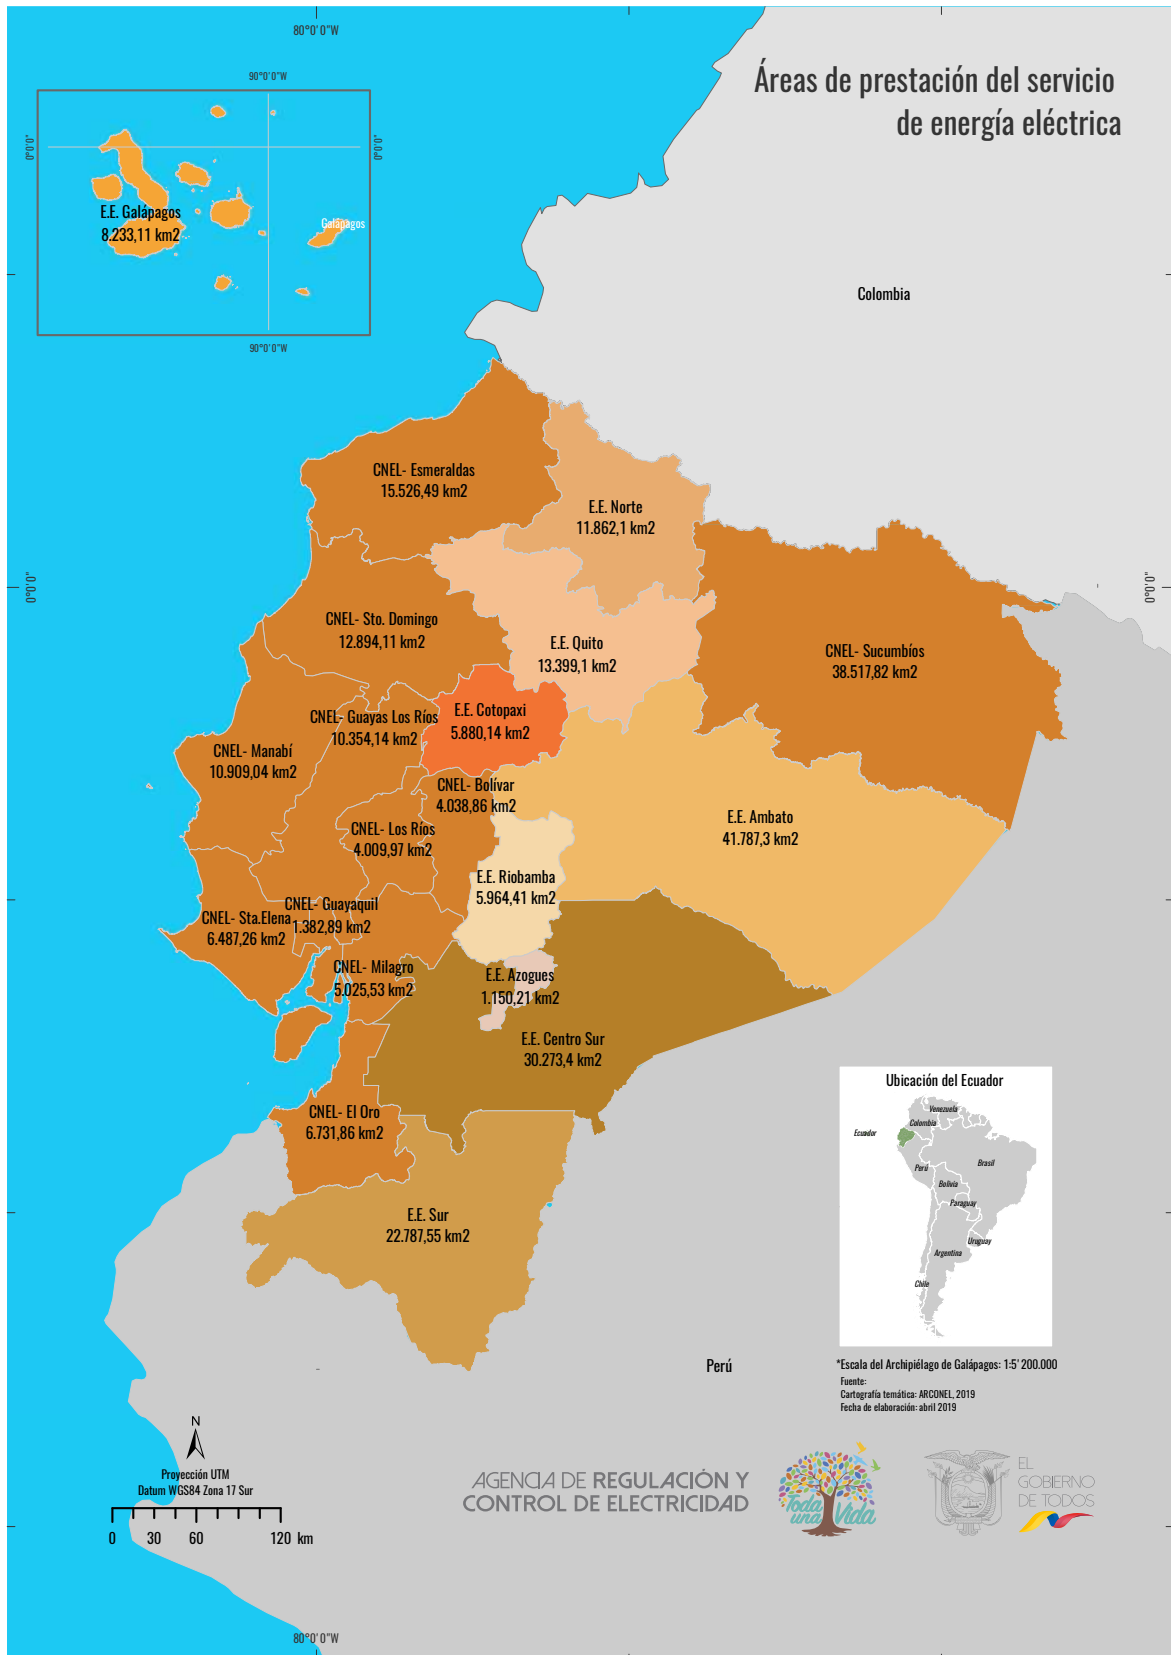 80°0'0"W
Áreas de prestación del servicio
de energía eléctrica
90°0'0"W
0°0'0"
0°0'0"
E.E. Galápagos
8.233,11 km2
Galápagos
90°0'0"W
Colombia
CNEL- Esmeraldas
15.526,49 km2
E.E. Norte
11.862,1 km2
0°0'0"
0°0'0"
CNEL- Sto. Domingo
12.894,11 km2
E.E. Quito
13.399,1 km2
CNEL- Sucumbíos
38.517,82 km2
CNEL- Guayas Los Ríos
10.354,14 km2
E.E. Cotopaxi
5.880,14 km2
CNEL- Manabí
10.909,04 km2
CNEL- Bolívar
4.038,86 km2
E.E. Ambato
41.787,3 km2
CNEL- Los Ríos
4.009,97 km2
E.E. Riobamba
5.964,41 km2
CNEL- Guayaquil
1.382,89 km2
CNEL- Sta.Elena
6.487,26 km2
CNEL- Milagro
5.025,53 km2
E.E. Azogues
1.150,21 km2
E.E. Centro Sur
30.273,4 km2
CNEL- El Oro
6.731,86 km2
E.E. Sur
22.787,55 km2
Ubicación del Ecuador
Venezuela
Colombia
Ecuador
Perú
Brasil
Bolivia
Paraguay
Uruguay
Argentina
Chile
Perú
*Escala del Archipiélago de Galápagos: 1:5'200.000
Fuente:
Cartografía temática: ARCONEL, 2019
Fecha de elaboración: abril 2019
N
Proyección UTM
Datum WGS84 Zona 17 Sur
0 30 60 120 km
AGENCIA DE REGULACIÓN Y
CONTROL DE ELECTRICIDAD
Toda
una Vida
EL
GOBIERNO
DE TODOS
80°0'0"W